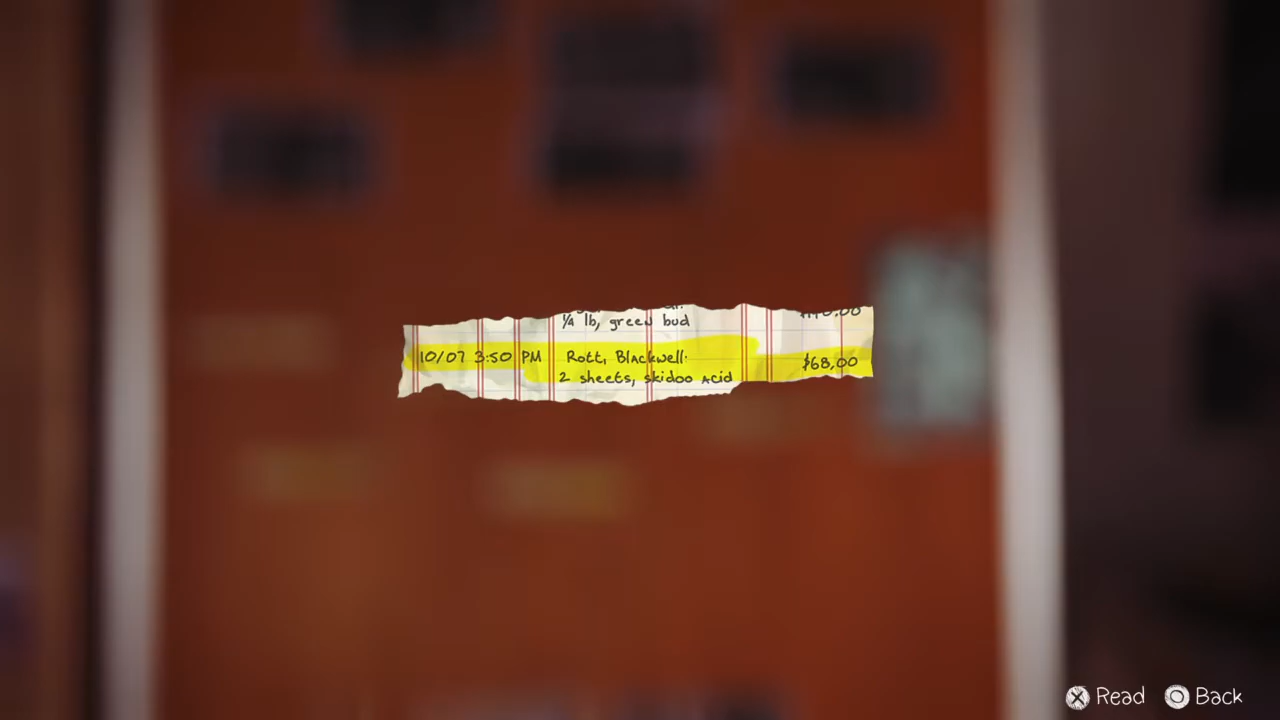 ¼ lb, green bud
10/07 3:50 PM Rott, Blackwell. $68.00
2 sheets, skidoo Acid
Read Back